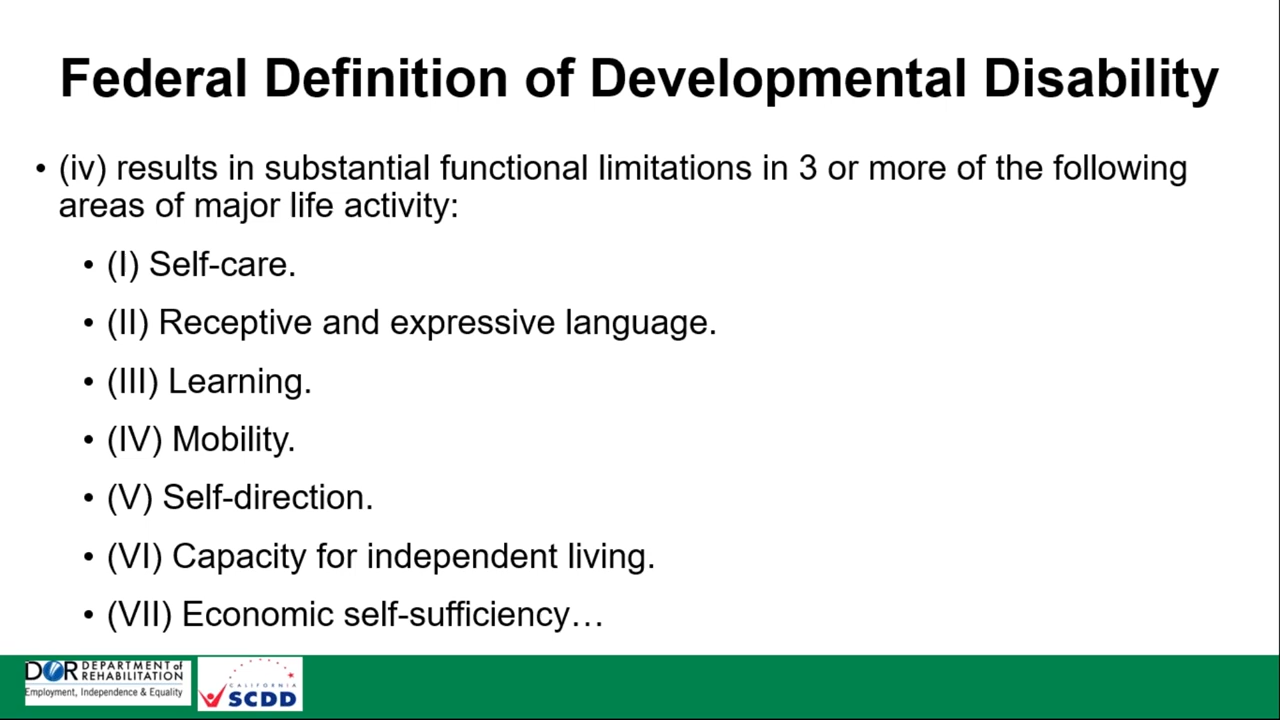 Federal Definition of Developmental Disability
• (iv) results in substantial functional limitations in 3 or more of the following
areas of major life activity:
• (I) Self-care.
• (II) Receptive and expressive language.
• (III) Learning.
• (IV) Mobility.
• (V) Self-direction.
• (VI) Capacity for independent living.
• (VII) Economic self-sufficiency…
DOR DEPARTMENT of
REHABILITATION
Employment, Independence & Equality
CALIFORNIA
SCDD